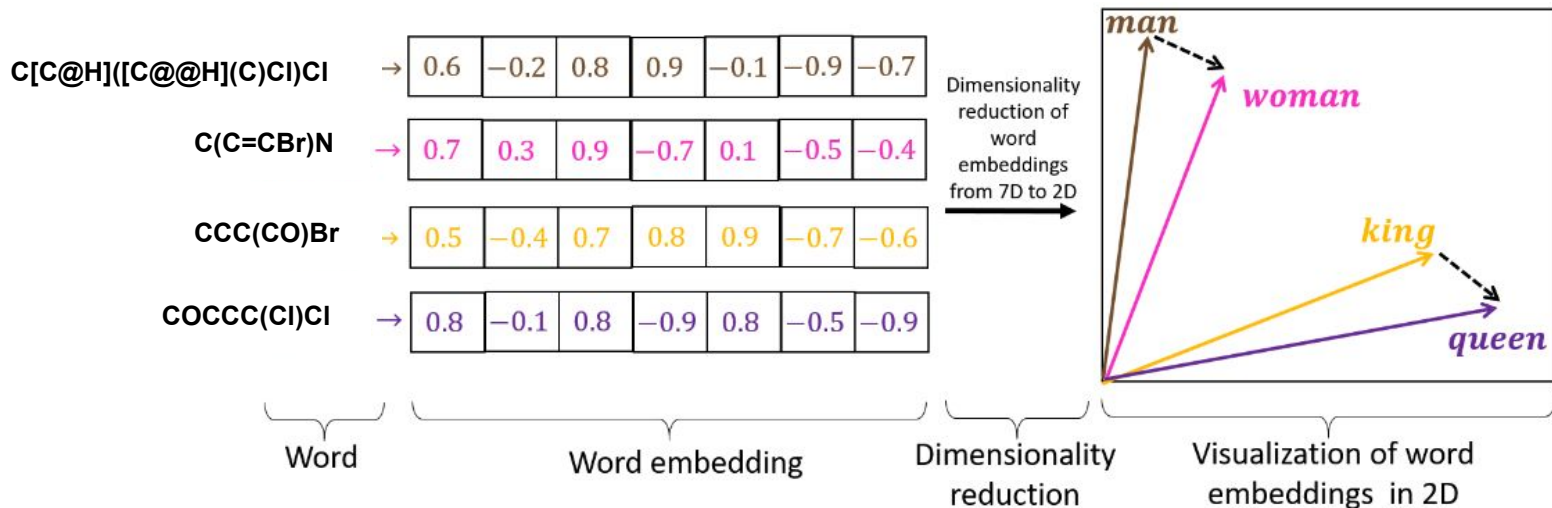 C[C@H]([C@@H](C)Cl)Cl → 0.6 −0.2 0.8 0.9 −0.1 −0.9 −0.7
C(C=CBr)N → 0.7 0.3 0.9 −0.7 0.1 −0.5 −0.4
CCC(CO)Br → 0.5 −0.4 0.7 0.8 0.9 −0.7 −0.6
COCCC(Cl)Cl → 0.8 −0.1 0.8 −0.9 0.8 −0.5 −0.9
Word
Word embedding
Dimensionality
reduction of
word
embeddings
from 7D to 2D
Dimensionality
reduction
man
woman
king
queen
Visualization of word
embeddings in 2D